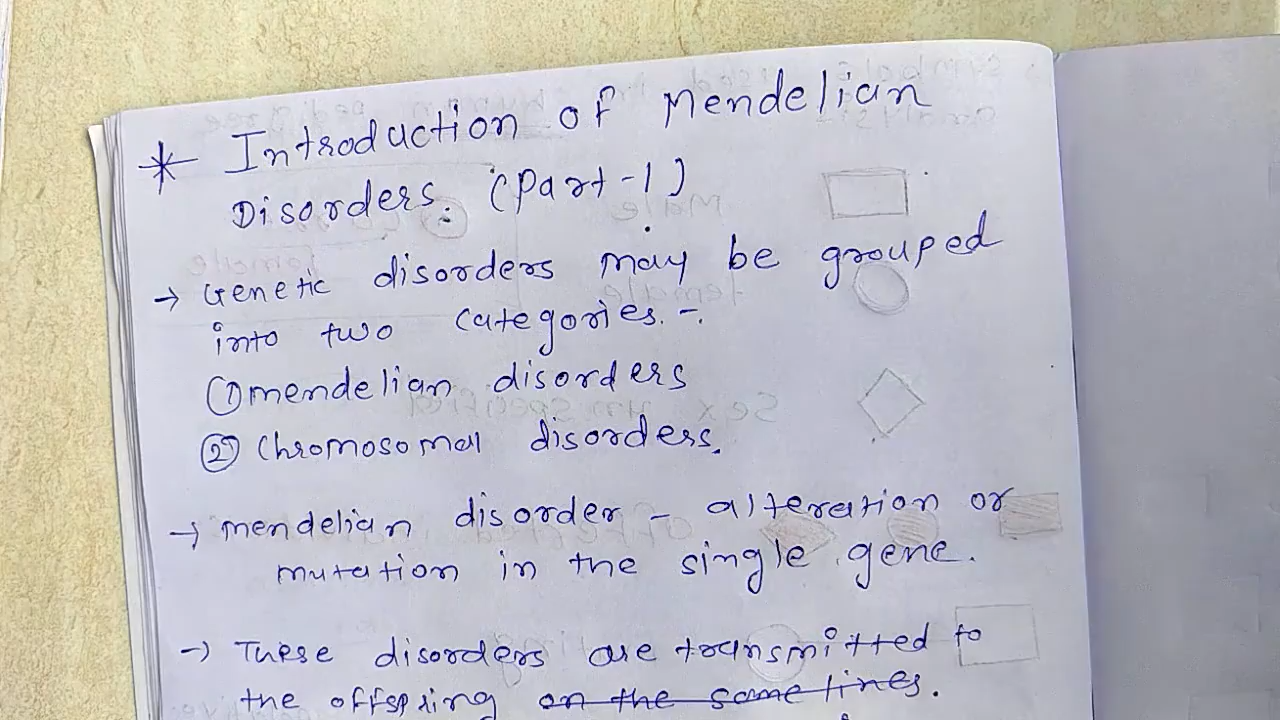 * Introduction of Mendelian
Disorders. (Part-1)
→ Genetic disorders may be grouped
into two categories. -.
① mendelian disorders
② Chromosomal disorders.
→ mendelian disorder - alteration or
mutation in the single gene.
→ These disorders are transmitted to
the offspring on the same lines.